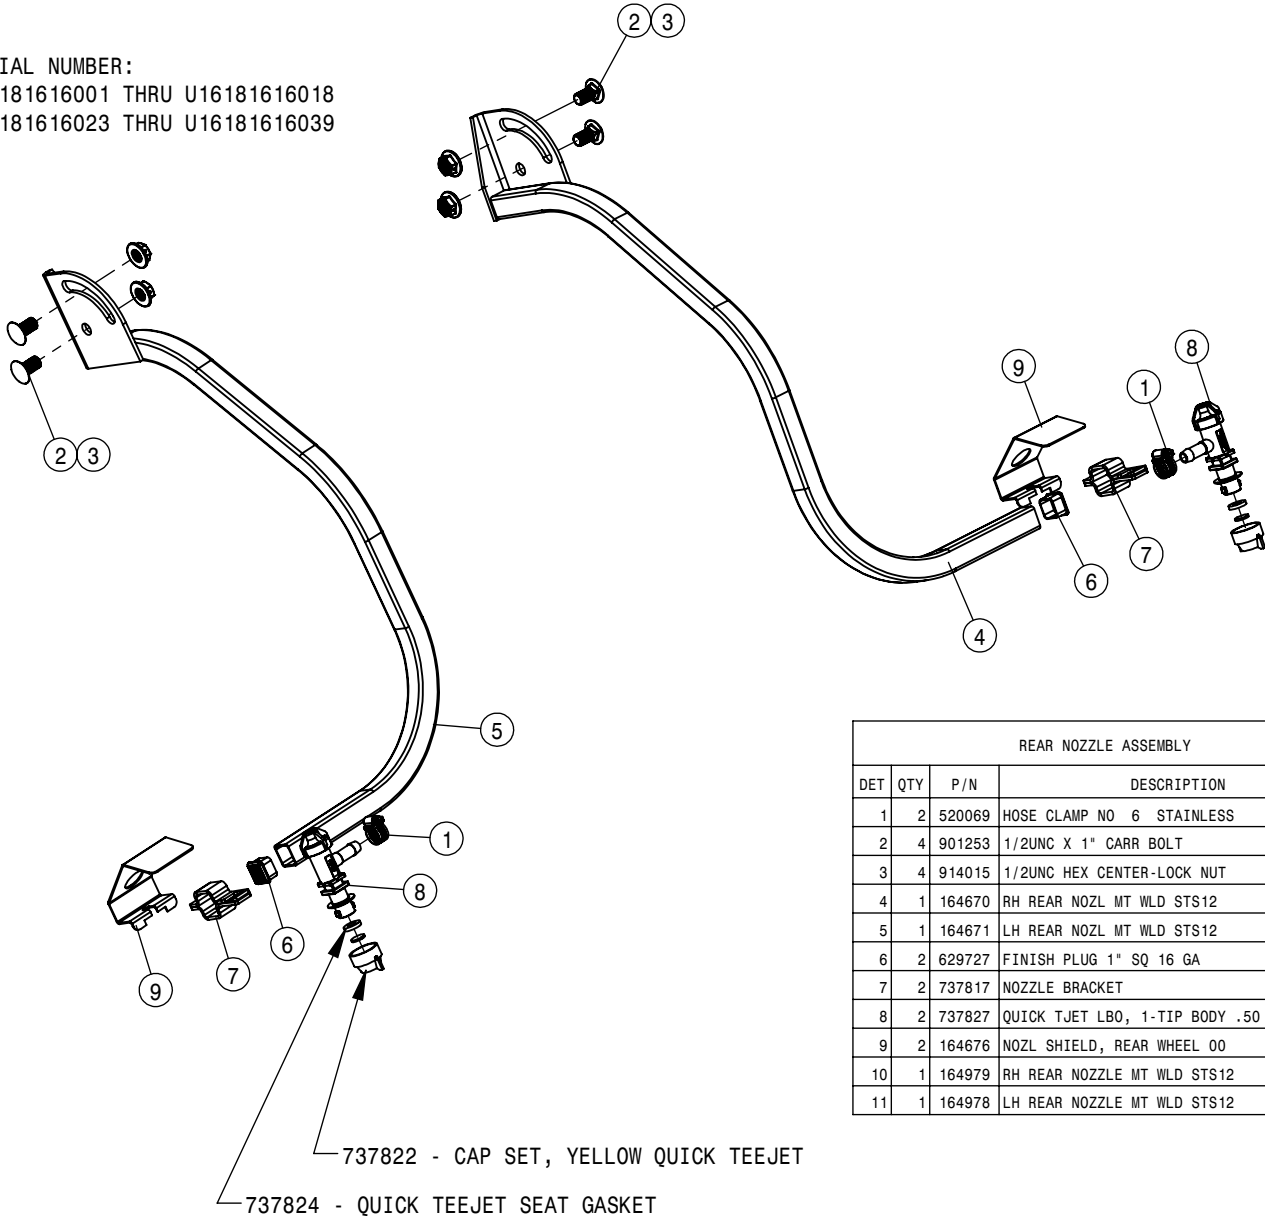 IAL NUMBER:
181616001 THRU U16181616018
181616023 THRU U16181616039
2 3
2 3
9
1
8
7
6
4
5
1
8
6
7
9
REAR NOZZLE ASSEMBLY
DET QTY P/N DESCRIPTION
1 2 520069 HOSE CLAMP NO 6 STAINLESS
2 4 901253 1/2UNC X 1" CARR BOLT
3 4 914015 1/2UNC HEX CENTER-LOCK NUT
4 1 164670 RH REAR NOZL MT WLD STS12
5 1 164671 LH REAR NOZL MT WLD STS12
6 2 629727 FINISH PLUG 1" SQ 16 GA
7 2 737817 NOZZLE BRACKET
8 2 737827 QUICK TJET LBO, 1-TIP BODY .50
9 2 164676 NOZL SHIELD, REAR WHEEL 00
10 1 164979 RH REAR NOZZLE MT WLD STS12
11 1 164978 LH REAR NOZZLE MT WLD STS12
737822 - CAP SET, YELLOW QUICK TEEJET
737824 - QUICK TEEJET SEAT GASKET